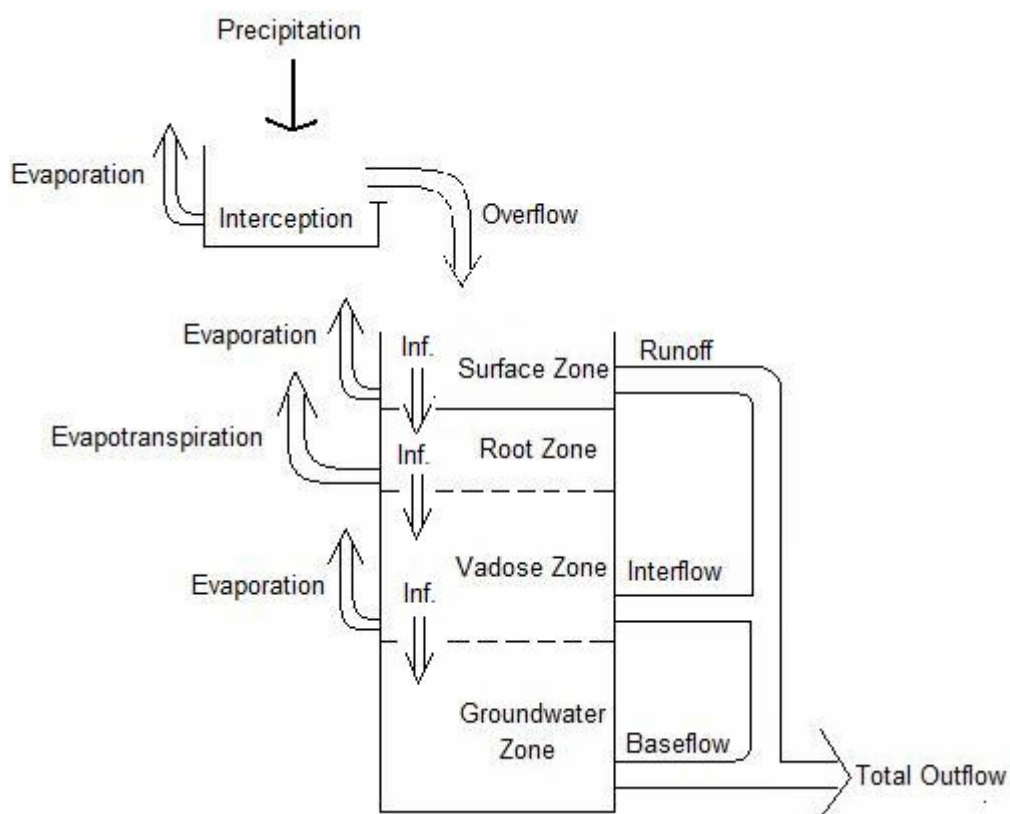 Precipitation
Evaporation
Interception
Overflow
Evaporation
Inf.
Surface Zone
Runoff
Evapotranspiration
Inf.
Root Zone
Evaporation
Inf.
Vadose Zone
Interflow
Groundwater
Zone
Baseflow
Total Outflow